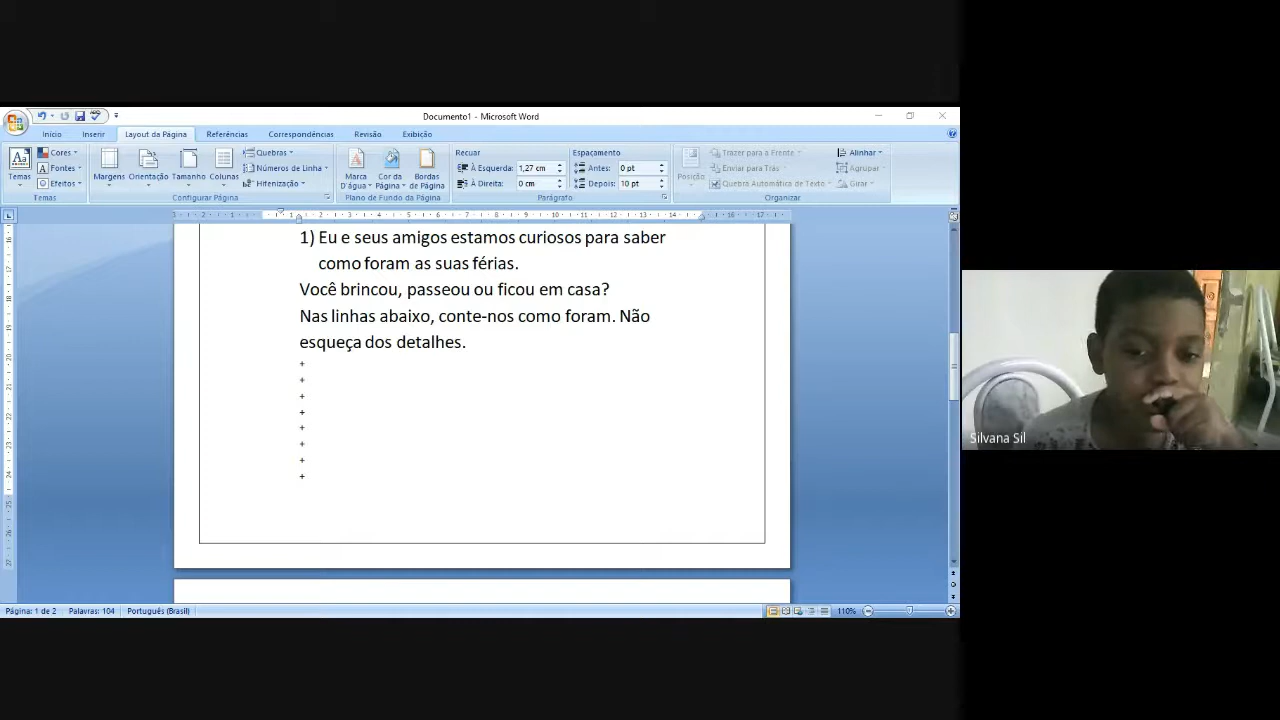 Documento1 - Microsoft Word
Início Inserir Layout da Página Referências Correspondências Revisão Exibição
Temas Cores Fontes Efeitos
Temas
Margens Orientação Tamanho Colunas Quebras Números de Linha Hifenização
Configurar Página
Marca D'água Cor da Página Bordas de Página
Plano de Fundo da Página
Recuar Espaçamento
À Esquerda: 1,27 cm Antes: 0 pt
À Direita: 0 cm Depois: 10 pt
Parágrafo
Posição Trazer para a Frente Enviar para Trás Quebra Automática de Texto Alinhar Agrupar Girar
Organizar
1) Eu e seus amigos estamos curiosos para saber
como foram as suas férias.
Você brincou, passeou ou ficou em casa?
Nas linhas abaixo, conte-nos como foram. Não
esqueça dos detalhes.
+
+
+
+
+
+
+
+
Silvana Sil
Página: 1 de 2 Palavras: 104 Português (Brasil) 110%